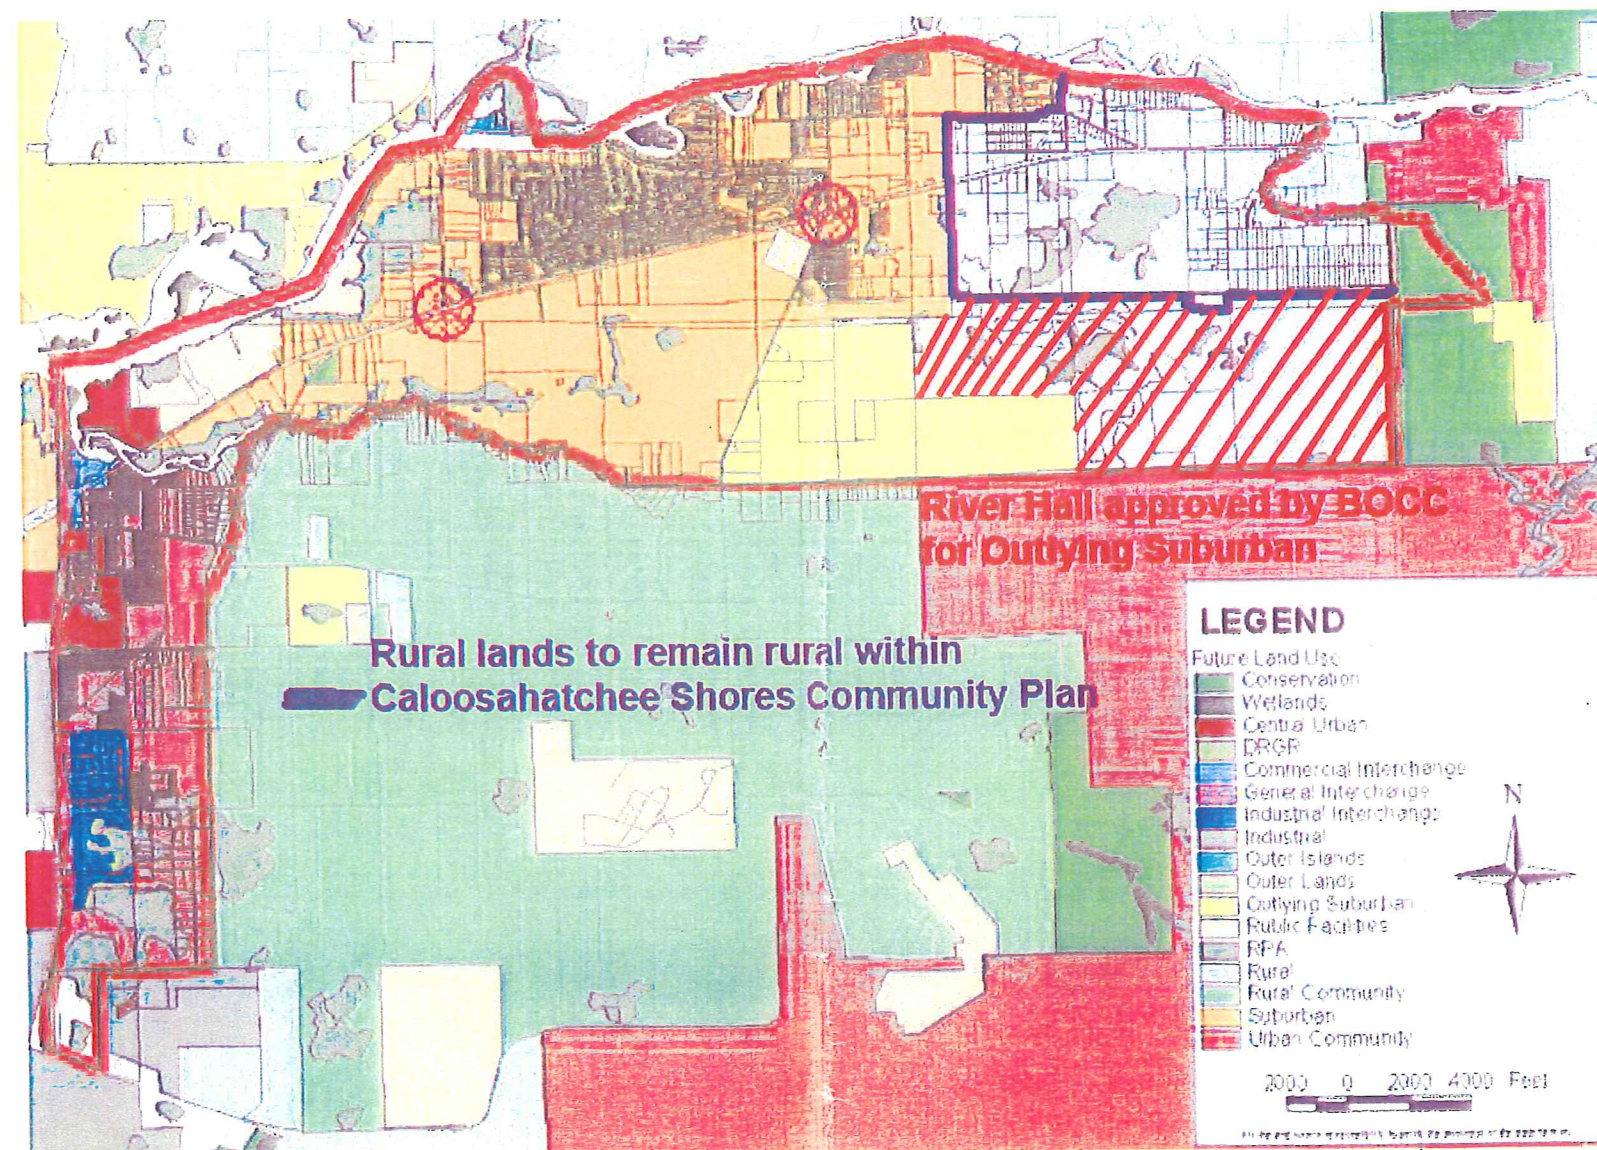 River Hall approved by BOCC
for Outlying Suburban
Rural lands to remain rural within
Caloosahatchee Shores Community Plan
LEGEND
Future Land Use
Conservation
Wetlands
Central Urban
DRGR
Commercial Interchange
General Interchange
Industrial Interchange
Industrial
Outer Islands
Outer Lands
Outlying Suburban
Public Facilities
RPA
Rural
Rural Community
Suburban
Urban Community
N
2000 0 2000 4000 Feet